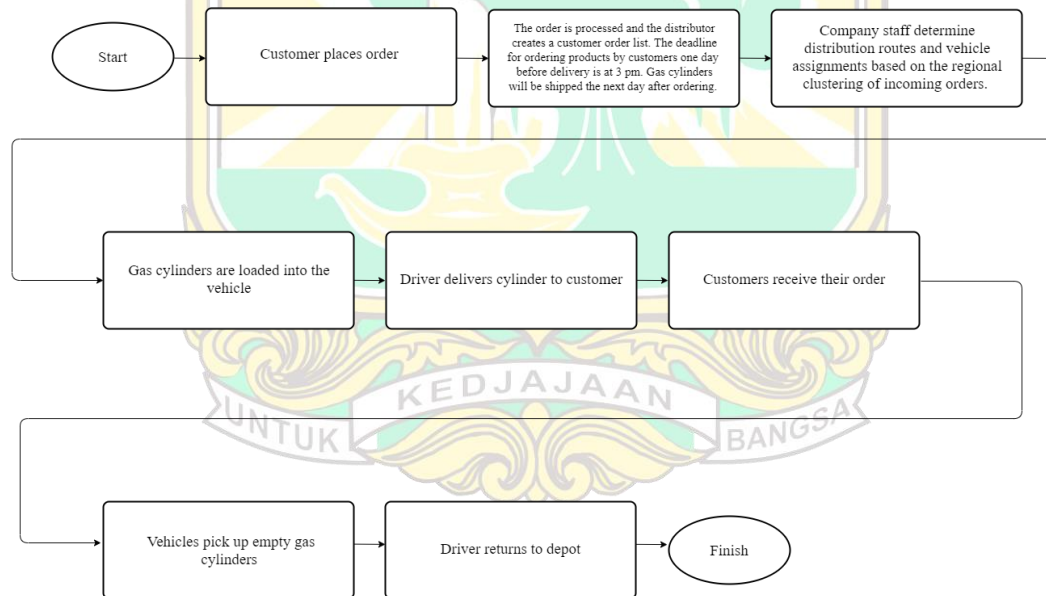 Start
Customer places order
The order is processed and the distributor
creates a customer order list. The deadline
for ordering products by customers one day
before delivery is at 3 pm. Gas cylinders
will be shipped the next day after ordering.
Company staff determine
distribution routes and vehicle
assignments based on the regional
clustering of incoming orders.
Gas cylinders are loaded into the
vehicle
Driver delivers cylinder to customer
Customers receive their order
UNTUK KEDJAJAAN BANGSA
Vehicles pick up empty gas
cylinders
Driver returns to depot
Finish